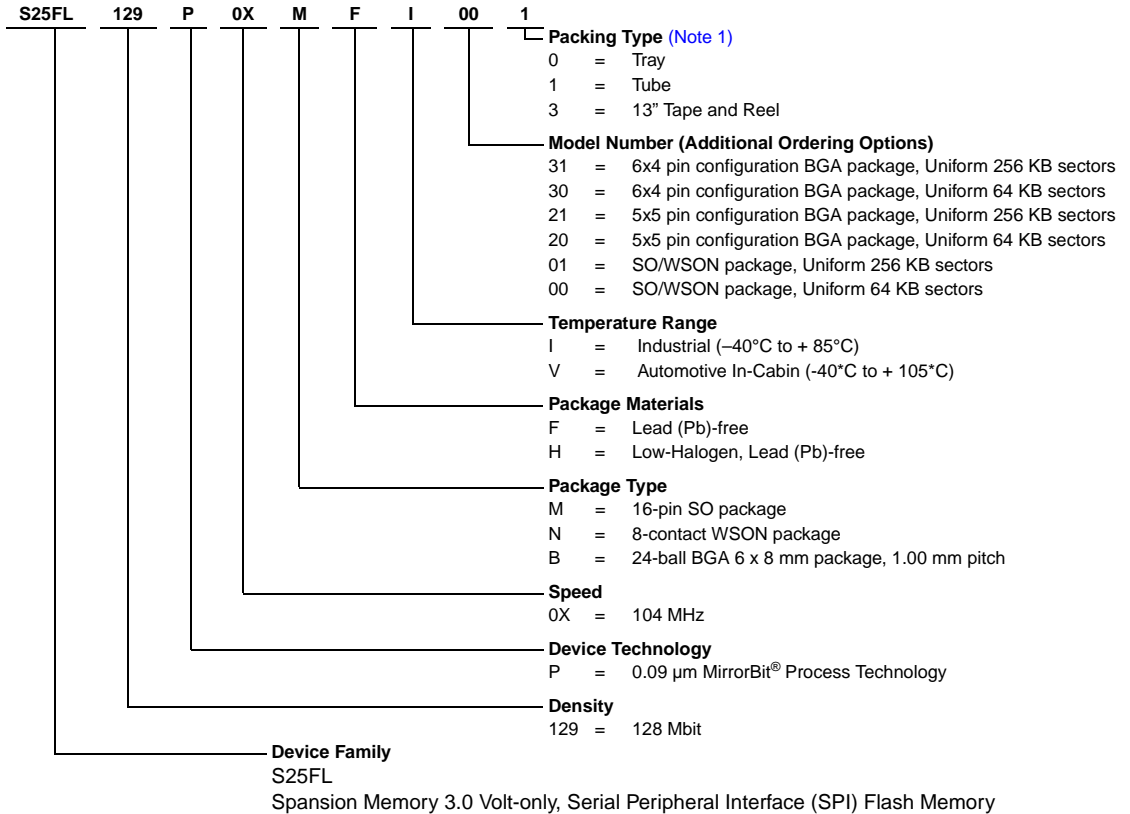 S25FL 129 P 0X M F I 00 1
Packing Type (Note 1)
0 = Tray
1 = Tube
3 = 13” Tape and Reel
Model Number (Additional Ordering Options)
31 = 6x4 pin configuration BGA package, Uniform 256 KB sectors
30 = 6x4 pin configuration BGA package, Uniform 64 KB sectors
21 = 5x5 pin configuration BGA package, Uniform 256 KB sectors
20 = 5x5 pin configuration BGA package, Uniform 64 KB sectors
01 = SO/WSON package, Uniform 256 KB sectors
00 = SO/WSON package, Uniform 64 KB sectors
Temperature Range
I = Industrial (–40°C to + 85°C)
V = Automotive In-Cabin (-40*C to + 105*C)
Package Materials
F = Lead (Pb)-free
H = Low-Halogen, Lead (Pb)-free
Package Type
M = 16-pin SO package
N = 8-contact WSON package
B = 24-ball BGA 6 x 8 mm package, 1.00 mm pitch
Speed
0X = 104 MHz
Device Technology
P = 0.09 µm MirrorBit® Process Technology
Density
129 = 128 Mbit
Device Family
S25FL
Spansion Memory 3.0 Volt-only, Serial Peripheral Interface (SPI) Flash Memory